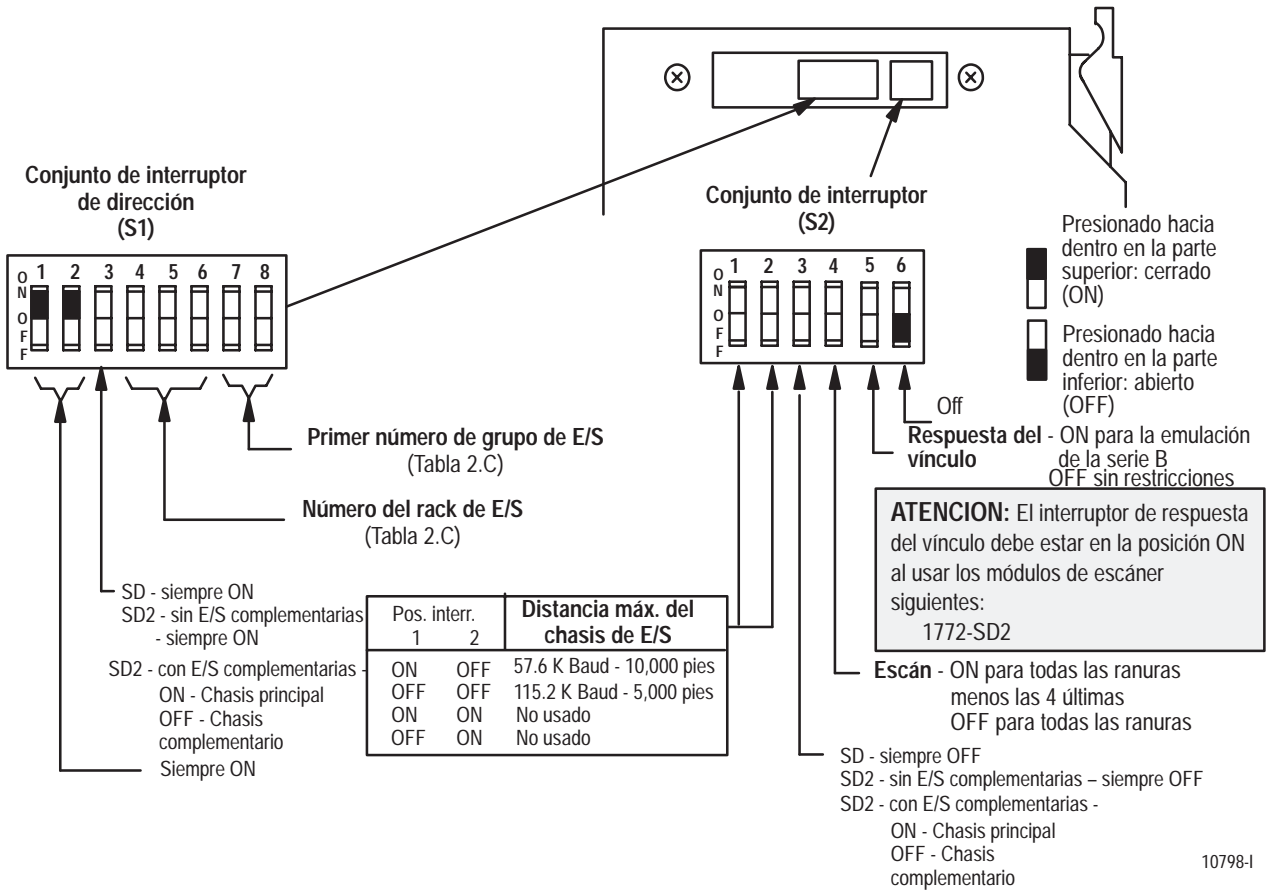 Conjunto de interruptor
de dirección
(S1)
ON
OFF
1 2 3 4 5 6 7 8
Conjunto de interruptor
(S2)
ON
OFF
1 2 3 4 5 6
Presionado hacia
dentro en la parte
superior: cerrado
(ON)
Presionado hacia
dentro en la parte
inferior: abierto
(OFF)
Off
Respuesta del
vínculo
- ON para la emulación
de la serie B
OFF sin restricciones
ATENCION: El interruptor de respuesta
del vínculo debe estar en la posición ON
al usar los módulos de escáner
siguientes:
1772-SD2
Primer número de grupo de E/S
(Tabla 2.C)
Número del rack de E/S
(Tabla 2.C)
SD - siempre ON
SD2 - sin E/S complementarias
- siempre ON
SD2 - con E/S complementarias -
ON - Chasis principal
OFF - Chasis
complementario
Siempre ON
Pos. interr.
1 2
Distancia máx. del
chasis de E/S
ON OFF 57.6 K Baud - 10,000 pies
OFF OFF 115.2 K Baud - 5,000 pies
ON ON No usado
OFF ON No usado
Escán - ON para todas las ranuras
menos las 4 últimas
OFF para todas las ranuras
SD - siempre OFF
SD2 - sin E/S complementarias – siempre OFF
SD2 - con E/S complementarias -
ON - Chasis principal
OFF - Chasis
complementario
10798-I